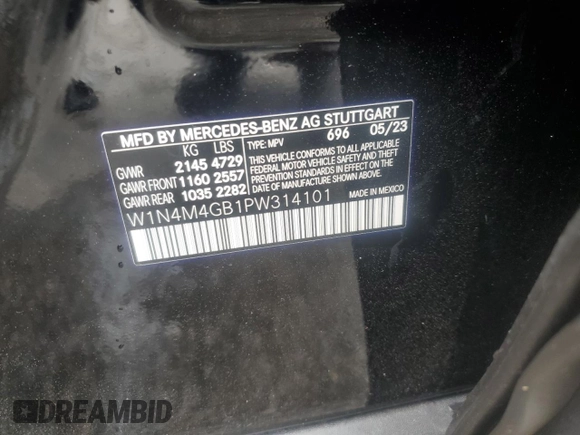 MFD BY MERCEDES-BENZ AG STUTTGART
KG LBS TYPE: MPV 696 05/23
GVWR 2145 4729
GAWR FRONT 1160 2557
GAWR REAR 1035 2282
THIS VEHICLE CONFORMS TO ALL APPLICABLE
FEDERAL MOTOR VEHICLE SAFETY, BUMPER,
AND THEFT PREVENTION STANDARDS IN
EFFECT ON THE DATE OF MANUFACTURE
SHOWN ABOVE.
MADE IN MEXICO
W1N4M4GB1PW314101
DREAMBID